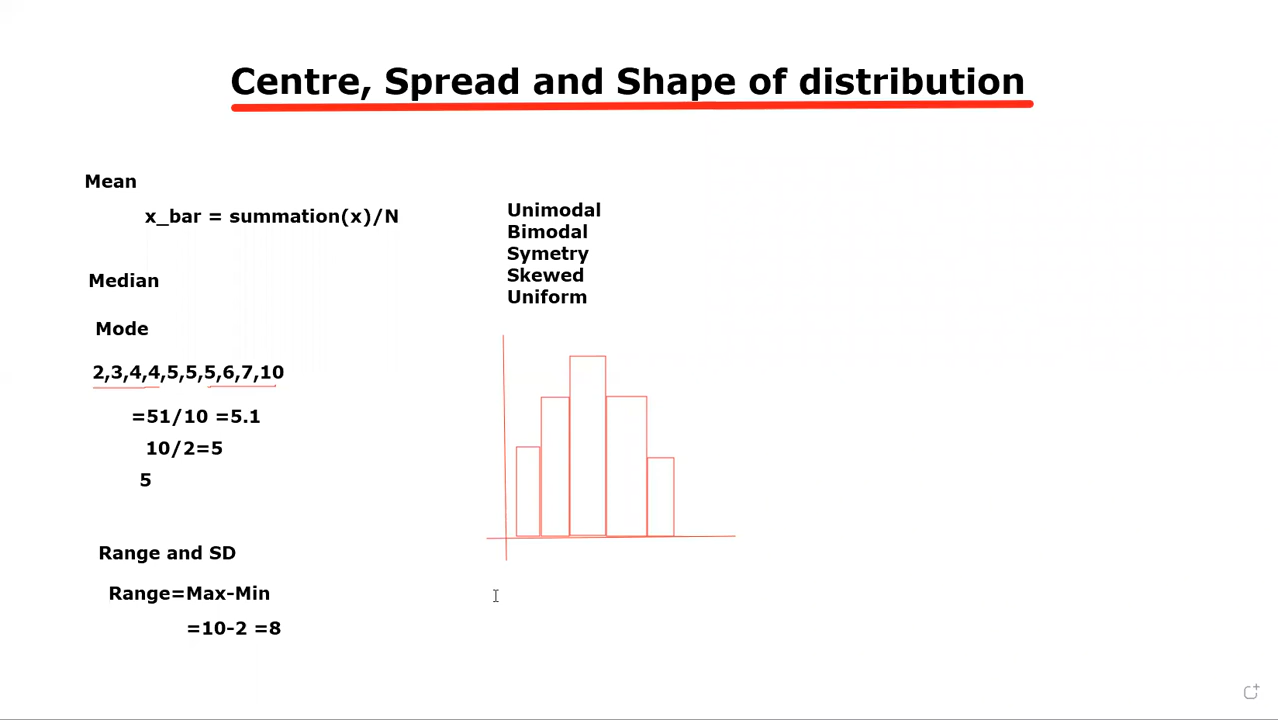 Centre, Spread and Shape of distribution
Mean
x_bar = summation(x)/N
Median
Mode
2,3,4,4,5,5,5,6,7,10
=51/10 =5.1
10/2=5
5
Range and SD
Range=Max-Min
=10-2 =8
Unimodal
Bimodal
Symetry
Skewed
Uniform